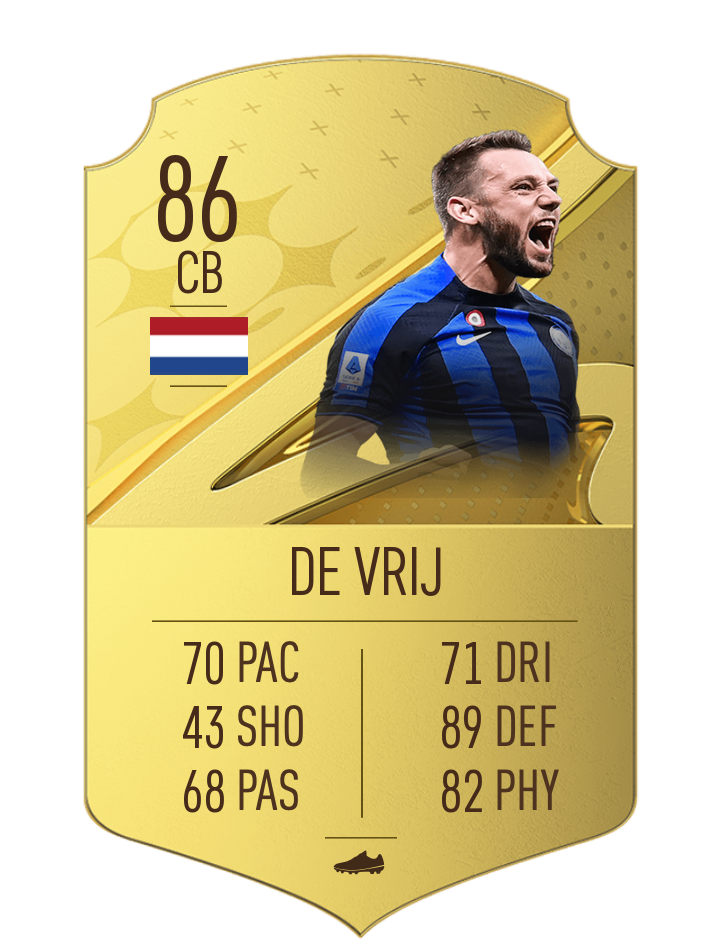 86
CB
DE VRIJ
70 PAC
43 SHO
68 PAS
71 DRI
89 DEF
82 PHY